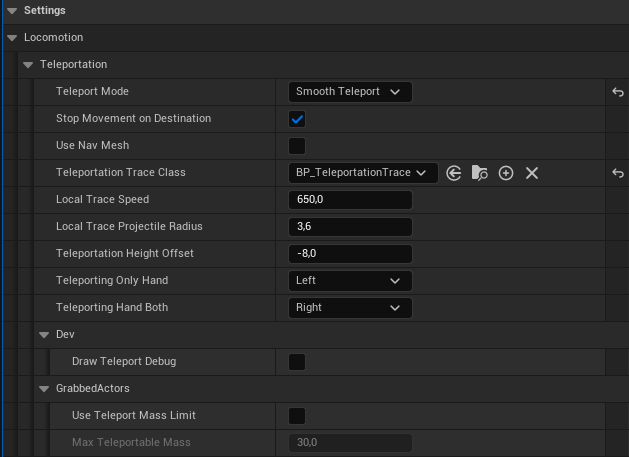 Settings
Locomotion
Teleportation
Teleport Mode Smooth Teleport
Stop Movement on Destination
Use Nav Mesh
Teleportation Trace Class BP_TeleportationTrace
Local Trace Speed 650,0
Local Trace Projectile Radius 3,6
Teleportation Height Offset -8,0
Teleporting Only Hand Left
Teleporting Hand Both Right
Dev
Draw Teleport Debug
GrabbedActors
Use Teleport Mass Limit
Max Teleportable Mass 30,0